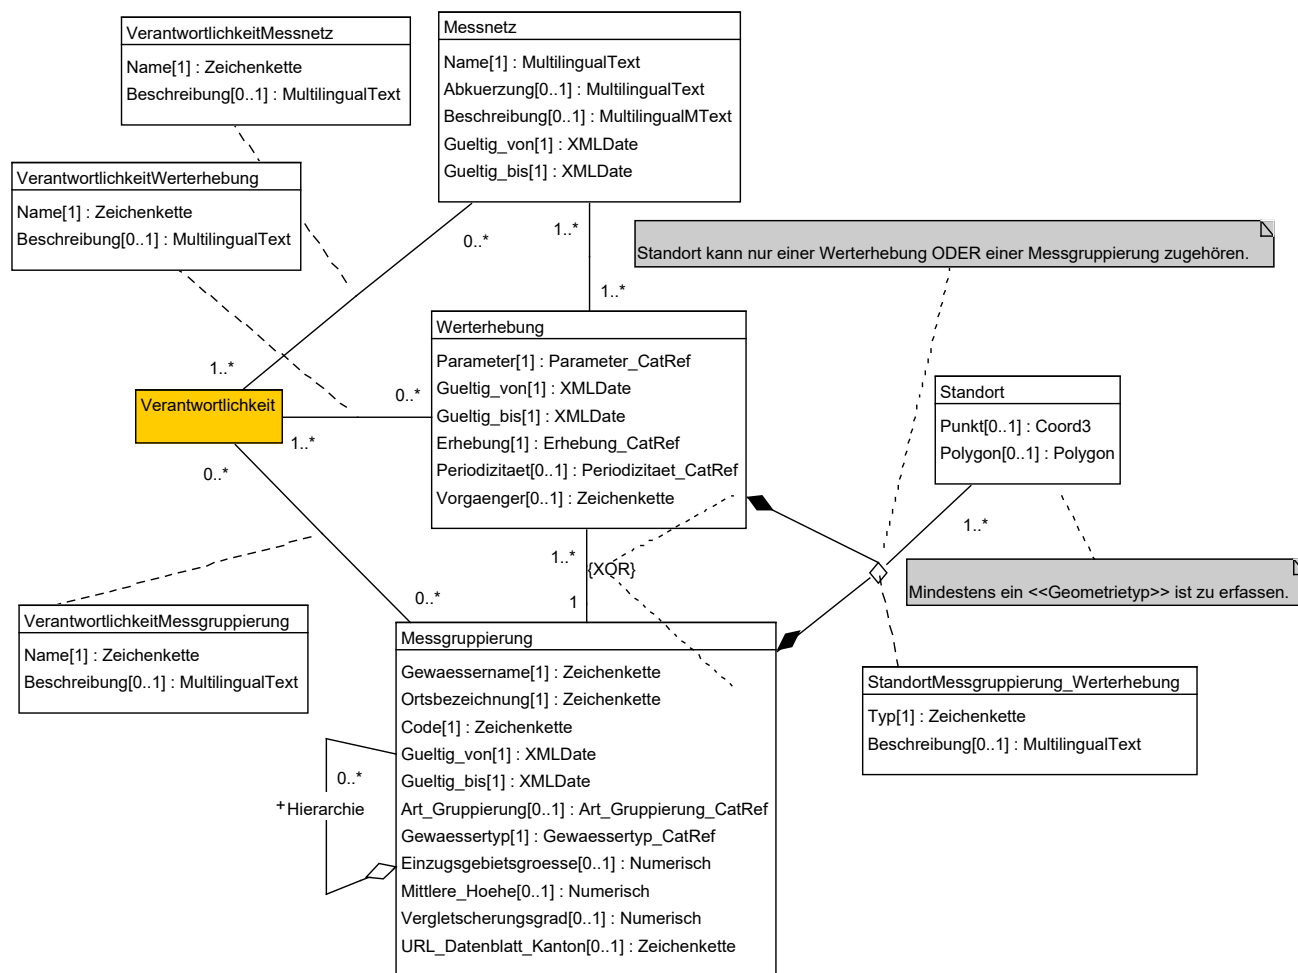 VerantwortlichkeitMessnetz
Name[1] : Zeichenkette
Beschreibung[0..1] : MultilingualText
Messnetz
Name[1] : MultilingualText
Abkuerzung[0..1] : MultilingualText
Beschreibung[0..1] : MultilingualMText
Gueltig_von[1] : XMLDate
Gueltig_bis[1] : XMLDate
VerantwortlichkeitWerterhebung
Name[1] : Zeichenkette
Beschreibung[0..1] : MultilingualText
0..*
1..*
Standort kann nur einer Werterhebung ODER einer Messgruppierung zugehören.
1..*
Werterhebung
Parameter[1] : Parameter_CatRef
Gueltig_von[1] : XMLDate
Gueltig_bis[1] : XMLDate
Erhebung[1] : Erhebung_CatRef
Periodizitaet[0..1] : Periodizitaet_CatRef
Vorgaenger[0..1] : Zeichenkette
1..*
Verantwortlichkeit
0..*
1..*
0..*
Standort
Punkt[0..1] : Coord3
Polygon[0..1] : Polygon
1..*
1..*
{XOR}
1
0..*
Mindestens ein <<Geometrietyp>> ist zu erfassen.
VerantwortlichkeitMessgruppierung
Name[1] : Zeichenkette
Beschreibung[0..1] : MultilingualText
Messgruppierung
Gewaessername[1] : Zeichenkette
Ortsbezeichnung[1] : Zeichenkette
Code[1] : Zeichenkette
Gueltig_von[1] : XMLDate
Gueltig_bis[1] : XMLDate
Art_Gruppierung[0..1] : Art_Gruppierung_CatRef
Gewaessertyp[1] : Gewaessertyp_CatRef
Einzugsgebietsgroesse[0..1] : Numerisch
Mittlere_Hoehe[0..1] : Numerisch
Vergletscherungsgrad[0..1] : Numerisch
URL_Datenblatt_Kanton[0..1] : Zeichenkette
0..*
+Hierarchie
StandortMessgruppierung_Werterhebung
Typ[1] : Zeichenkette
Beschreibung[0..1] : MultilingualText